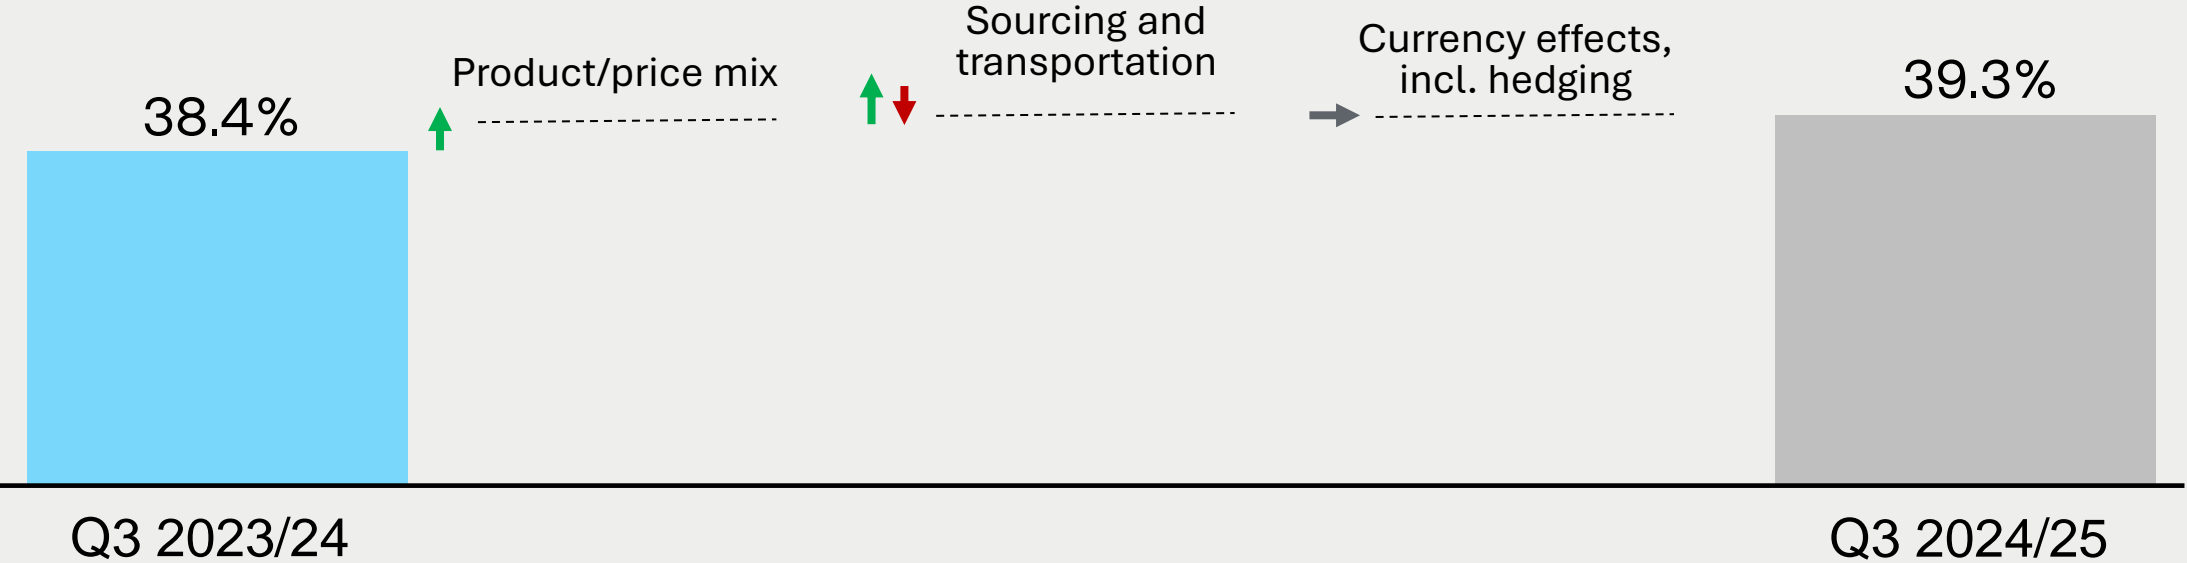 38.4%
Product/price mix
Sourcing and
transportation
Currency effects,
incl. hedging
39.3%
Q3 2023/24
Q3 2024/25